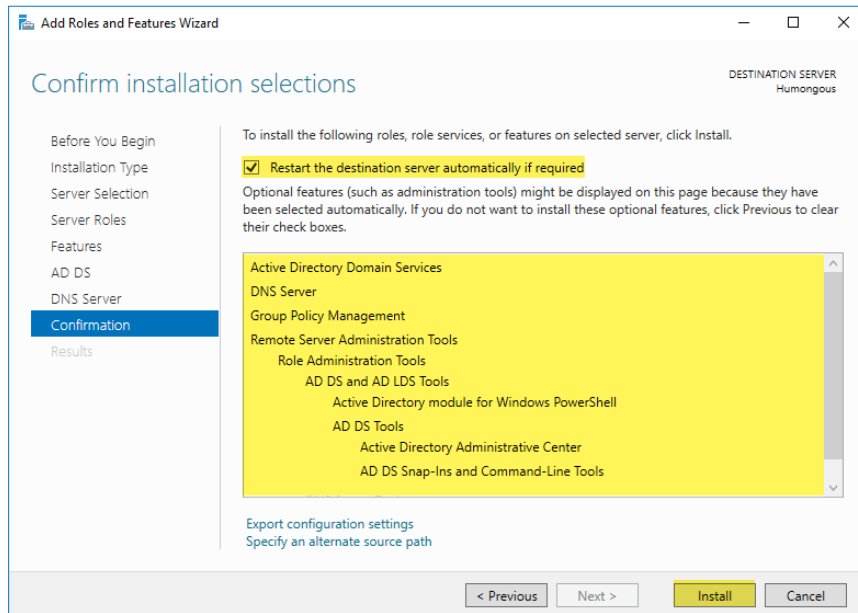 Add Roles and Features Wizard
Confirm installation selections
DESTINATION SERVER
Humongous
Before You Begin
Installation Type
Server Selection
Server Roles
Features
AD DS
DNS Server
Confirmation
Results
To install the following roles, role services, or features on selected server, click Install.
Restart the destination server automatically if required
Optional features (such as administration tools) might be displayed on this page because they have
been selected automatically. If you do not want to install these optional features, click Previous to clear
their check boxes.
Active Directory Domain Services
DNS Server
Group Policy Management
Remote Server Administration Tools
Role Administration Tools
AD DS and AD LDS Tools
Active Directory module for Windows PowerShell
AD DS Tools
Active Directory Administrative Center
AD DS Snap-Ins and Command-Line Tools
Export configuration settings
Specify an alternate source path
< Previous
Next >
Install
Cancel